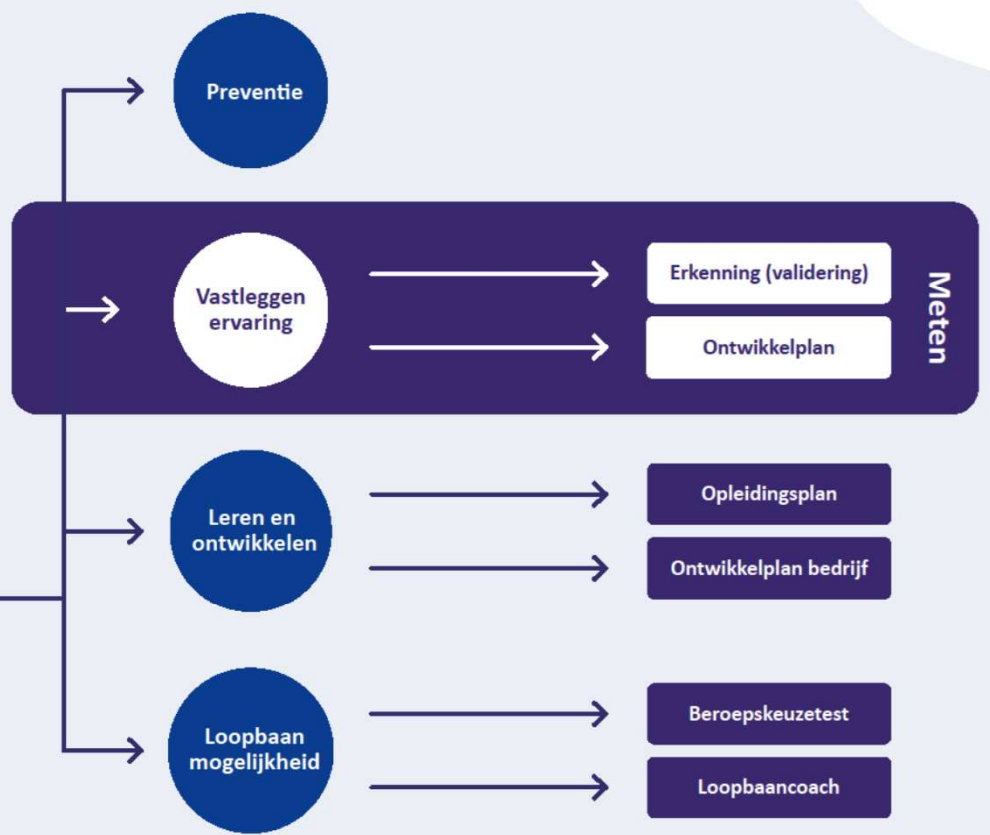 Preventie
Vastleggen
ervaring
Erkenning (validering)
Ontwikkelplan
Meten
Leren en
ontwikkelen
Opleidingsplan
Ontwikkelplan bedrijf
Loopbaan
mogelijkheid
Beroepskeuzetest
Loopbaancoach